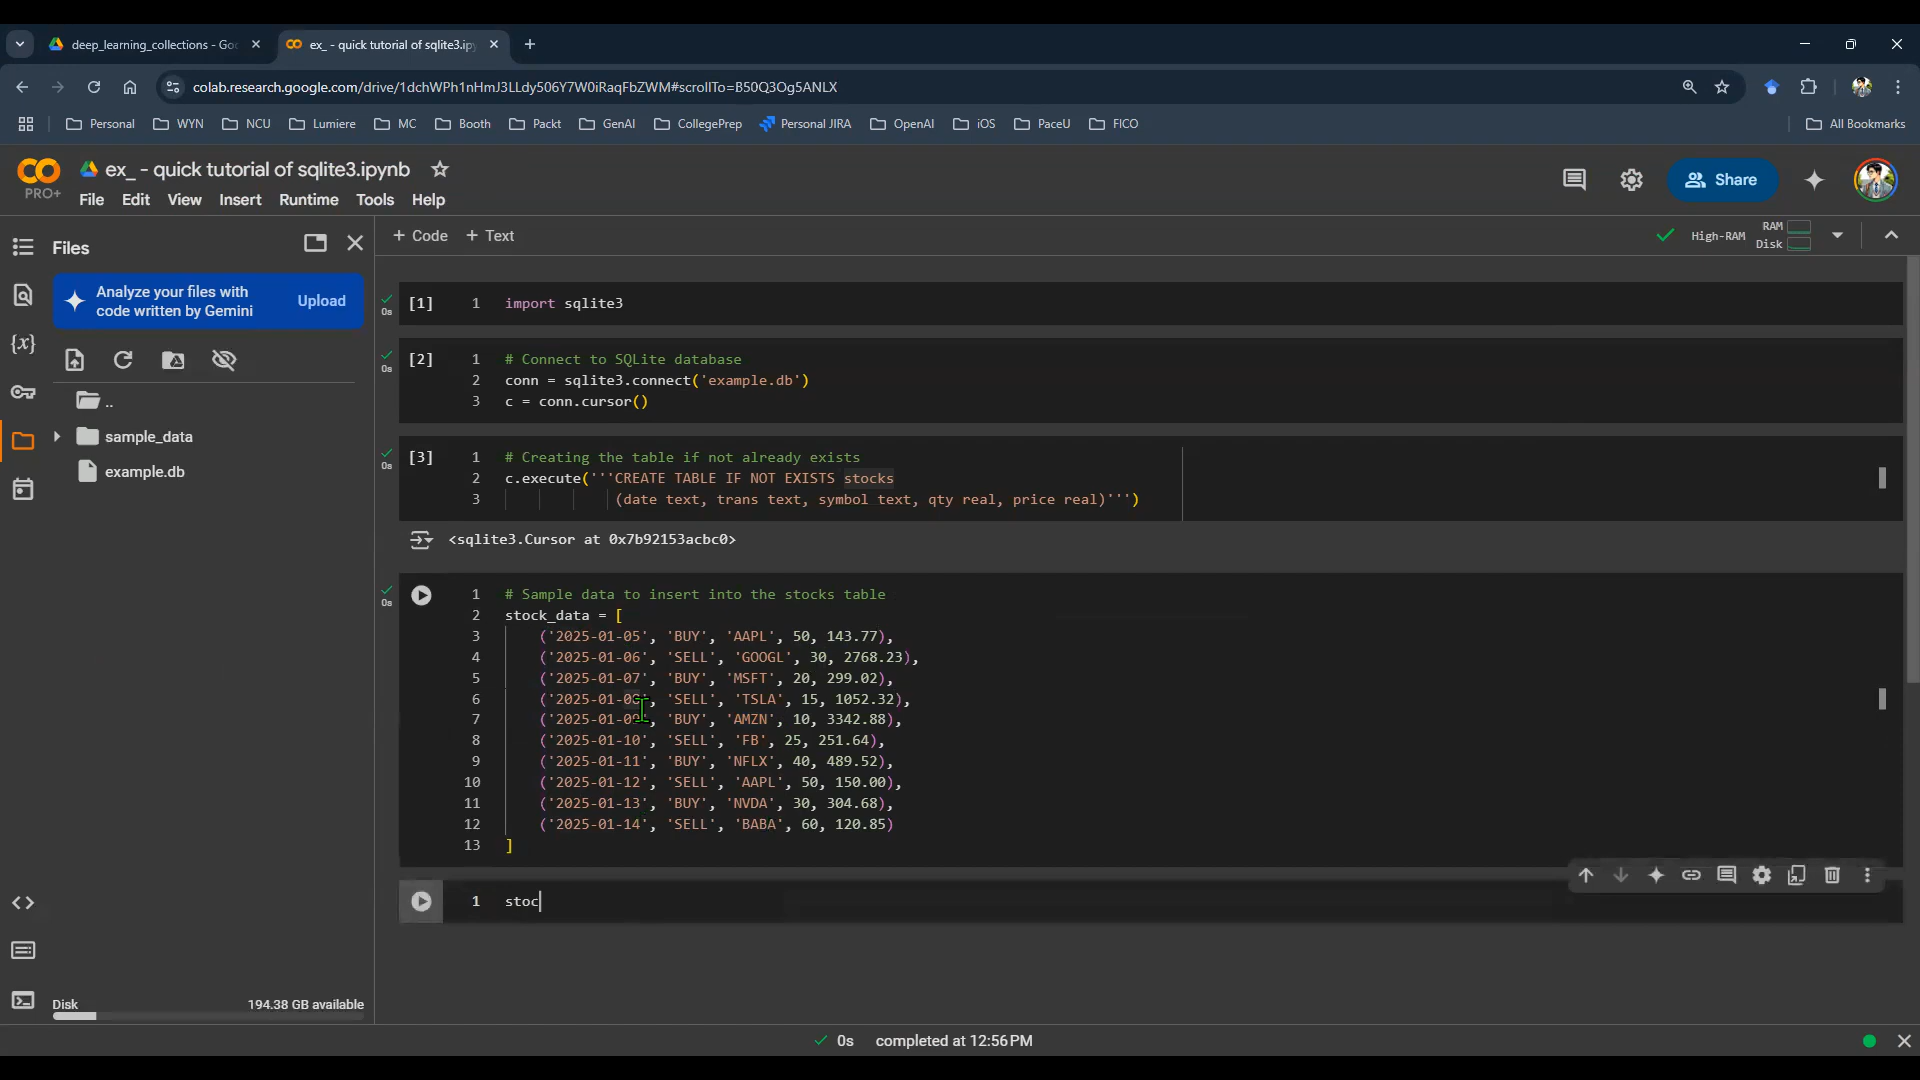 deep_learning_collections - Goo
ex_ - quick tutorial of sqlite3.ipy
colab.research.google.com/drive/1dchWPh1nHmJ3LLdy506Y7W0iRaqFbZWM#scrollTo=B50Q3Og5ANLX
Personal WYN NCU Lumiere MC Booth Packt GenAI CollegePrep Personal JIRA OpenAI iOS PaceU FICO All Bookmarks
ex_ - quick tutorial of sqlite3.ipynb
PRO+
File Edit View Insert Runtime Tools Help
Share
Files
+ Code + Text
High-RAM
RAM
Disk
Analyze your files with
code written by Gemini
Upload
..
sample_data
example.db
Disk
194.38 GB available
0s
[1]
1 import sqlite3
0s
[2]
1 # Connect to SQLite database
2 conn = sqlite3.connect('example.db')
3 c = conn.cursor()
0s
[3]
1 # Creating the table if not already exists
2 c.execute('''CREATE TABLE IF NOT EXISTS stocks
3 (date text, trans text, symbol text, qty real, price real)''')
<sqlite3.Cursor at 0x7b92153acbc0>
0s
1 # Sample data to insert into the stocks table
2 stock_data = [
3 ('2025-01-05', 'BUY', 'AAPL', 50, 143.77),
4 ('2025-01-06', 'SELL', 'GOOGL', 30, 2768.23),
5 ('2025-01-07', 'BUY', 'MSFT', 20, 299.02),
6 ('2025-01-08', 'SELL', 'TSLA', 15, 1052.32),
7 ('2025-01-09', 'BUY', 'AMZN', 10, 3342.88),
8 ('2025-01-10', 'SELL', 'FB', 25, 251.64),
9 ('2025-01-11', 'BUY', 'NFLX', 40, 489.52),
10 ('2025-01-12', 'SELL', 'AAPL', 50, 150.00),
11 ('2025-01-13', 'BUY', 'NVDA', 30, 304.68),
12 ('2025-01-14', 'SELL', 'BABA', 60, 120.85)
13 ]
1 stoc
0s completed at 12:56 PM